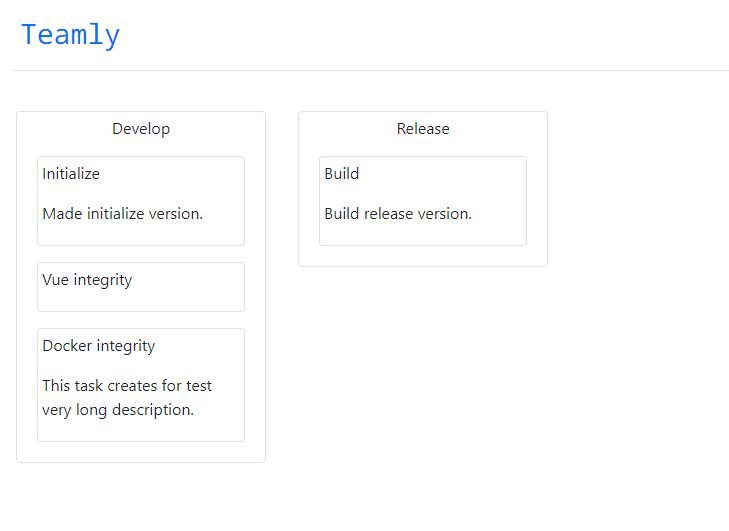 Teamly
Develop
Initialize
Made initialize version.
Vue integrity
Docker integrity
This task creates for test
very long description.
Release
Build
Build release version.